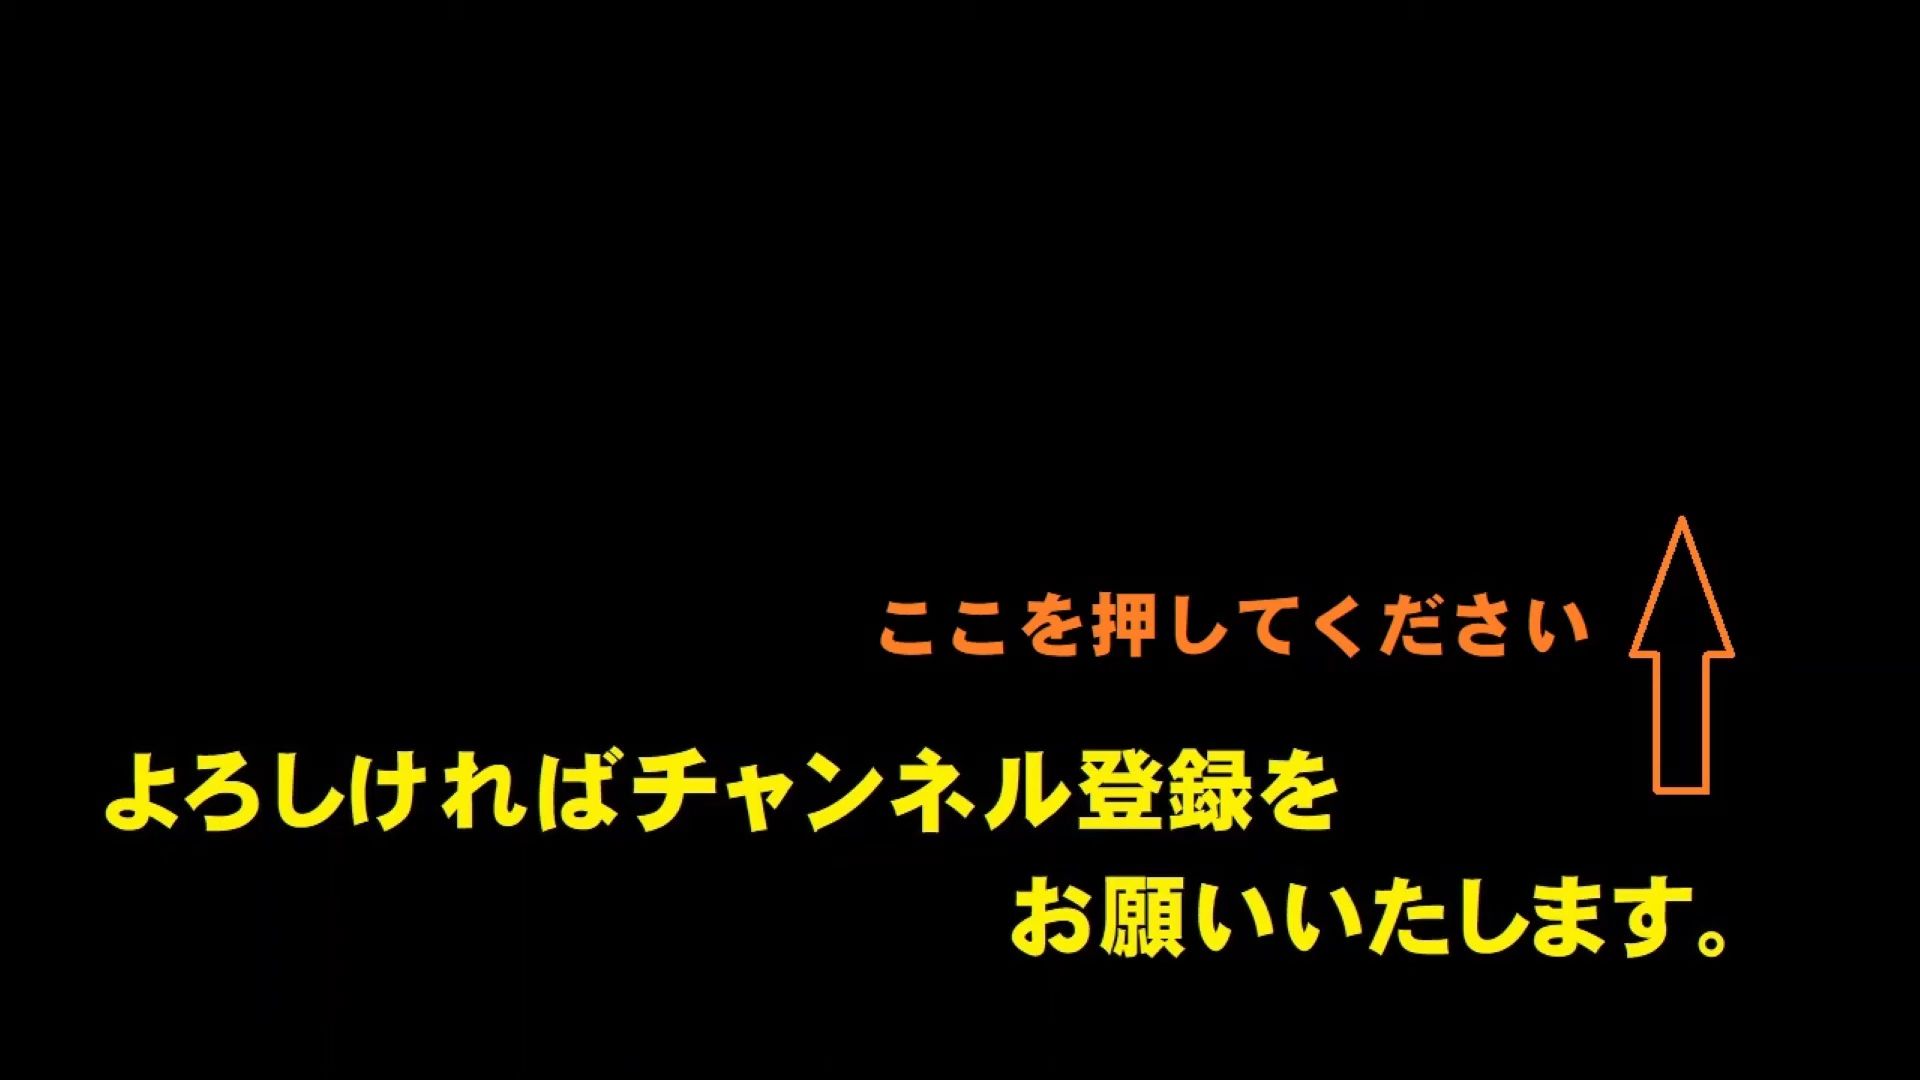 ここを押してください
よろしければチャンネル登録を
お願いいたします。